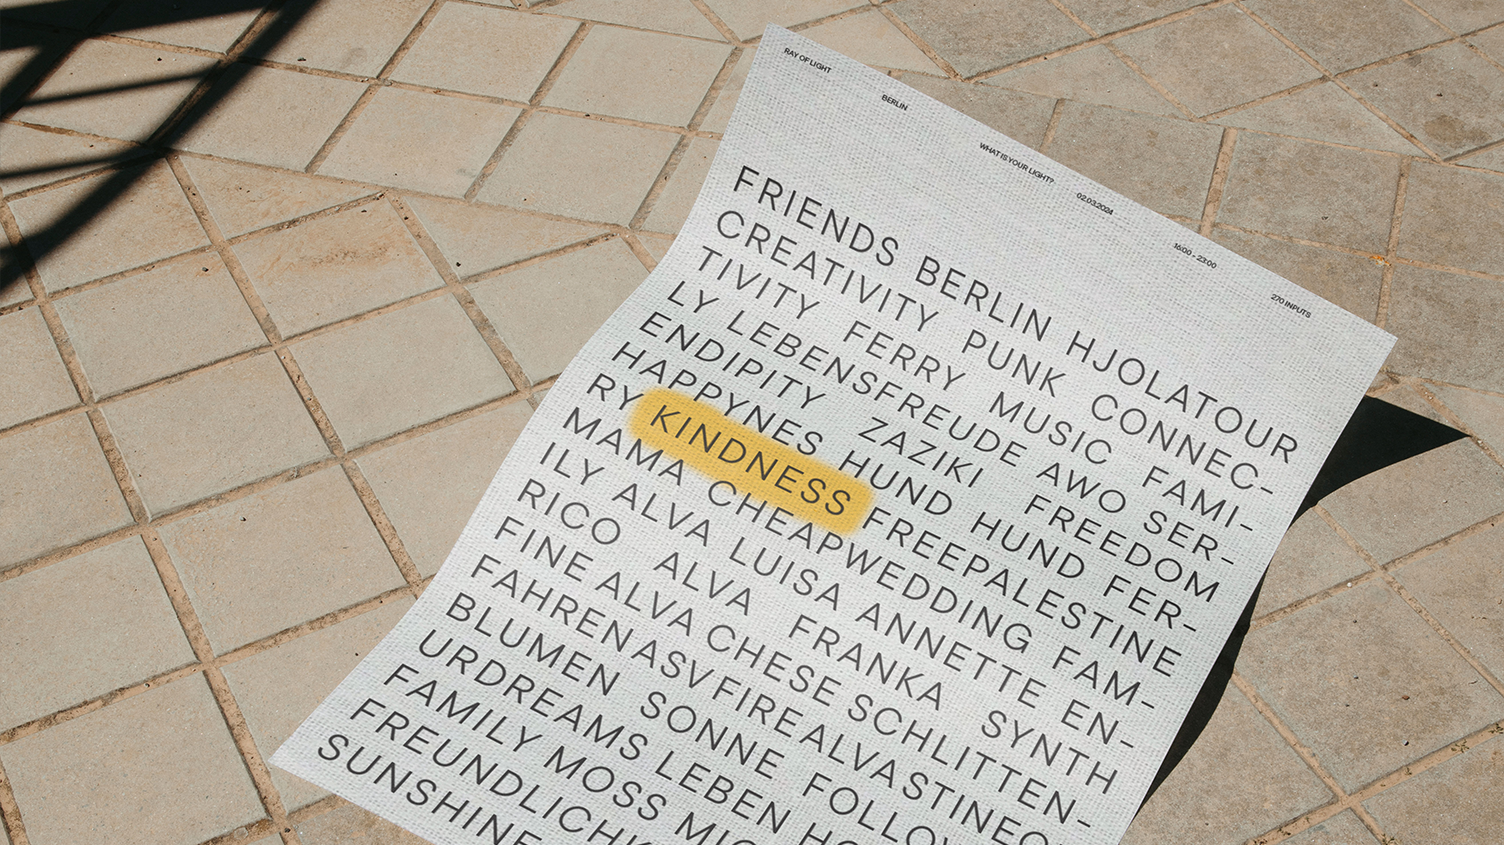 RAY OF LIGHT
BERLIN
WHAT IS YOUR LIGHT?
02.03.2024
16:00 - 23:00
270 INPUTS
FRIENDS BERLIN HJOLATOUR
CREATIVITY PUNK CONNEC-
TIVITY FERRY MUSIC FAMI-
LY LEBENSFREUDE AWO SER-
ENDIPITY ZAZIKI FREEDOM
HAPPYNES HUND HUND FER-
RY KINDNESS FREEPALESTINE
MAMA CHEAPWEDDING FAM-
ILY ALVA LUISA ANNETTE EN-
RICO ALVA FRANKA SYNTH
FINE ALVA CHESE SCHLITTEN-
FAHRENASVFIREALVASTINEO
BLUMEN SONNE FOLLOW
URDREAMS LEBEN
FAMILY MOSS
FREUNDLICH
SUNSHINE